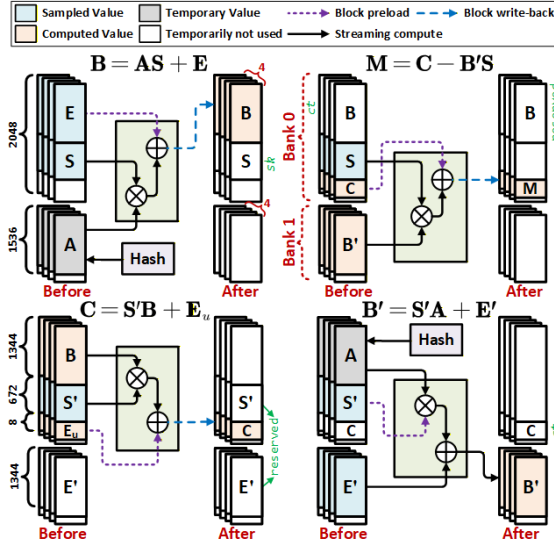 Sampled Value
Temporary Value
Block preload
Block write-back
Computed Value
Temporarily not used
Streaming compute
B = AS + E
M = C − B'S
2048
1536
E
S
A
Hash
4
B
S
sk
4
Before
After
Bank 0
Bank 1
ct
B
S
C
B'
B
S
M
Before
After
C = S'B + E_u
B' = S'A + E'
1344
672
8
1344
B
S'
E_u
E'
S'
C
E'
reserved
Before
After
A
Hash
S'
C
E'
S'
C
B'
Before
After